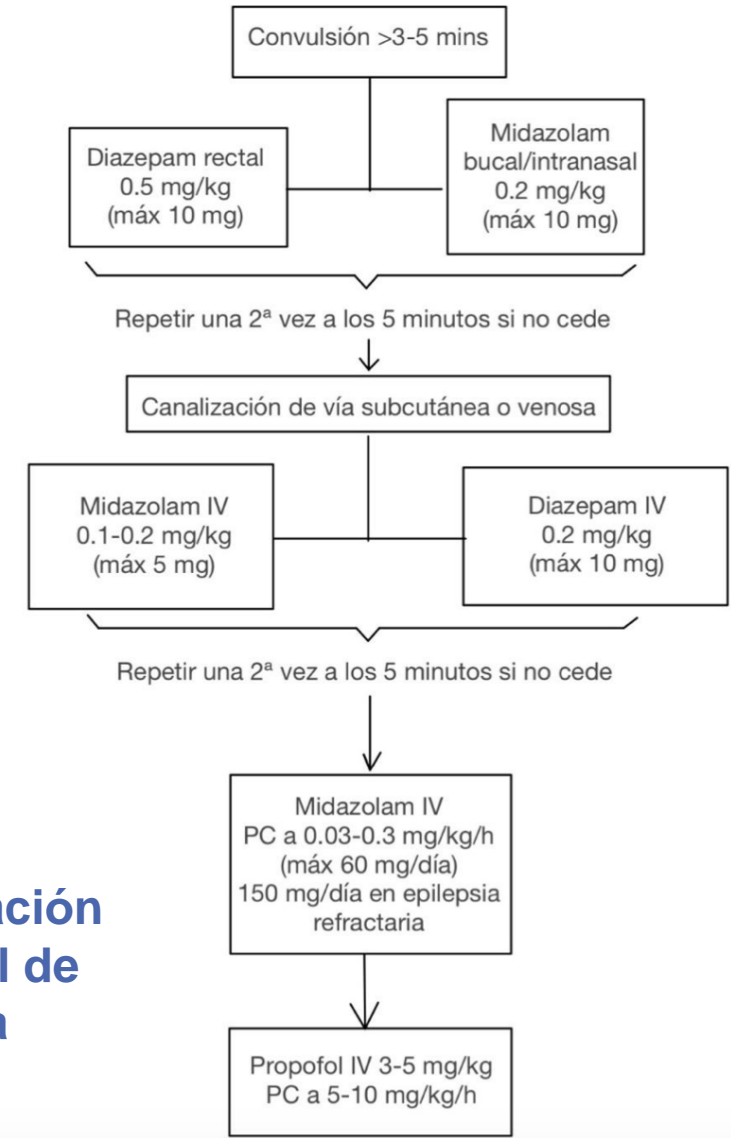 Convulsión >3-5 mins
Diazepam rectal
0.5 mg/kg
(máx 10 mg)
Midazolam
bucal/intranasal
0.2 mg/kg
(máx 10 mg)
Repetir una 2ª vez a los 5 minutos si no cede
Canalización de vía subcutánea o venosa
Midazolam IV
0.1-0.2 mg/kg
(máx 5 mg)
Diazepam IV
0.2 mg/kg
(máx 10 mg)
Repetir una 2ª vez a los 5 minutos si no cede
Midazolam IV
PC a 0.03-0.3 mg/kg/h
(máx 60 mg/día)
150 mg/día en epilepsia
refractaria
Propofol IV 3-5 mg/kg
PC a 5-10 mg/kg/h
ación
l de
a